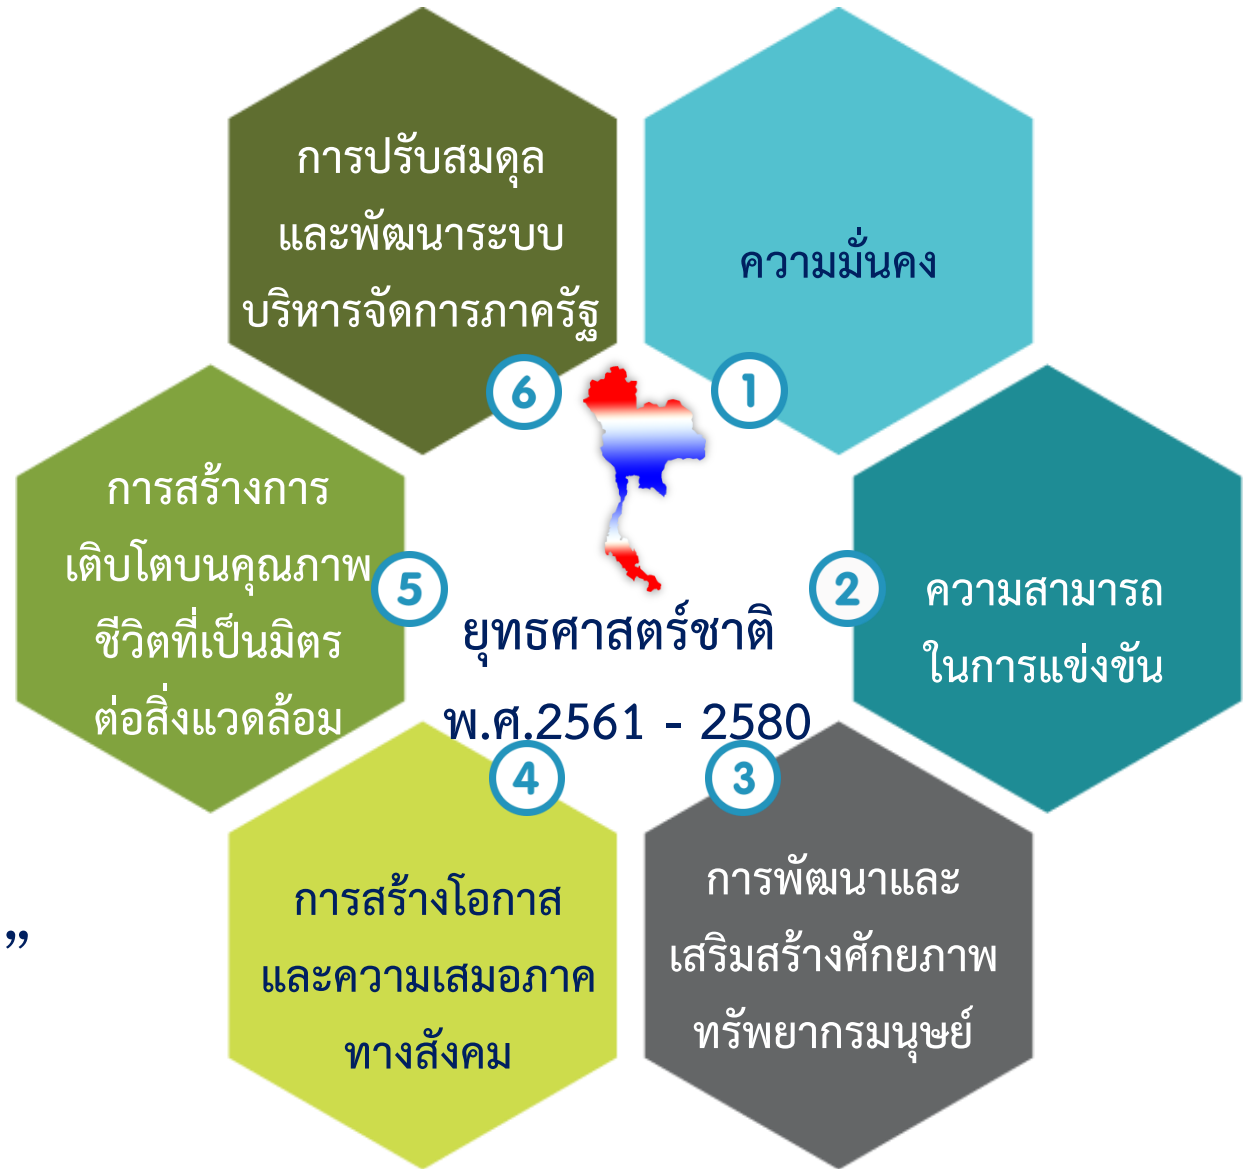 ยุทธศาสตร์ชาติ
พ.ศ.2561 - 2580
1
ความมั่นคง
2
ความสามารถ
ในการแข่งขัน
3
การพัฒนาและ
เสริมสร้างศักยภาพ
ทรัพยากรมนุษย์
4
การสร้างโอกาส
และความเสมอภาค
ทางสังคม
5
การสร้างการ
เติบโตบนคุณภาพ
ชีวิตที่เป็นมิตร
ต่อสิ่งแวดล้อม
6
การปรับสมดุล
และพัฒนาระบบ
บริหารจัดการภาครัฐ
”